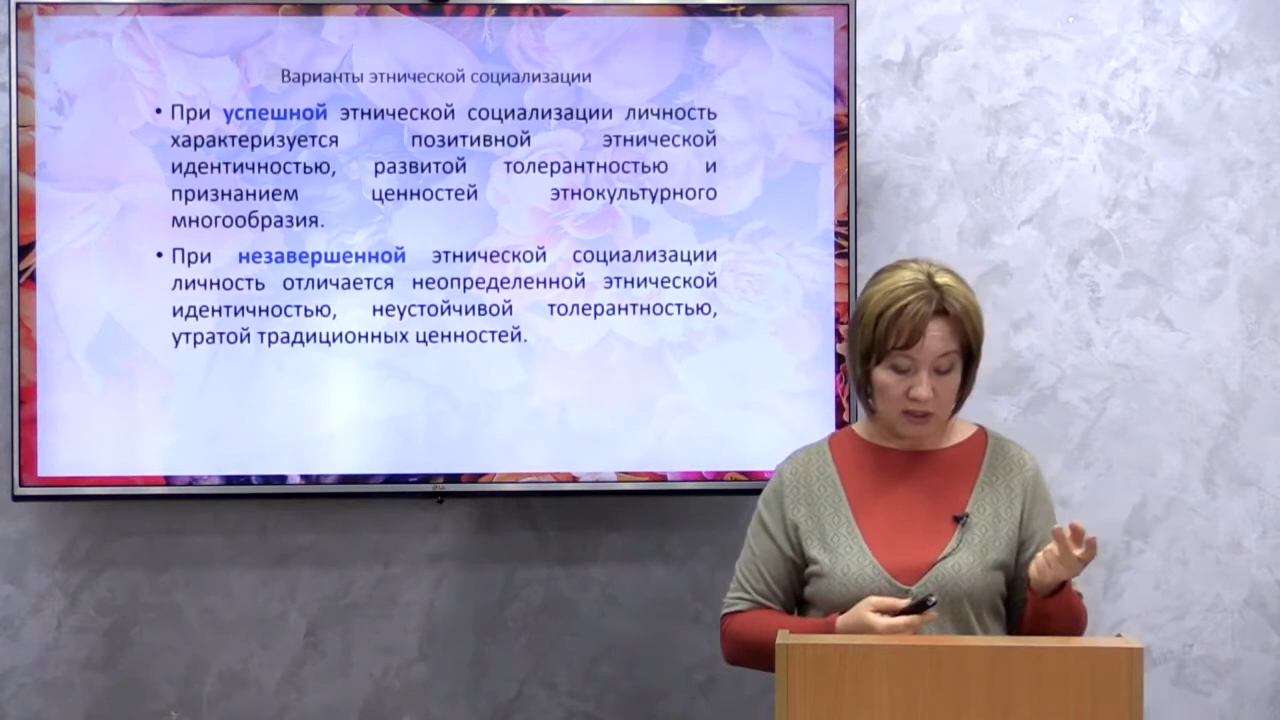 Варианты этнической социализации
• При успешной этнической социализации личность
характеризуется позитивной этнической
идентичностью, развитой толерантностью и
признанием ценностей этнокультурного
многообразия.
• При незавершенной этнической социализации
личность отличается неопределенной этнической
идентичностью, неустойчивой толерантностью,
утратой традиционных ценностей.
LG